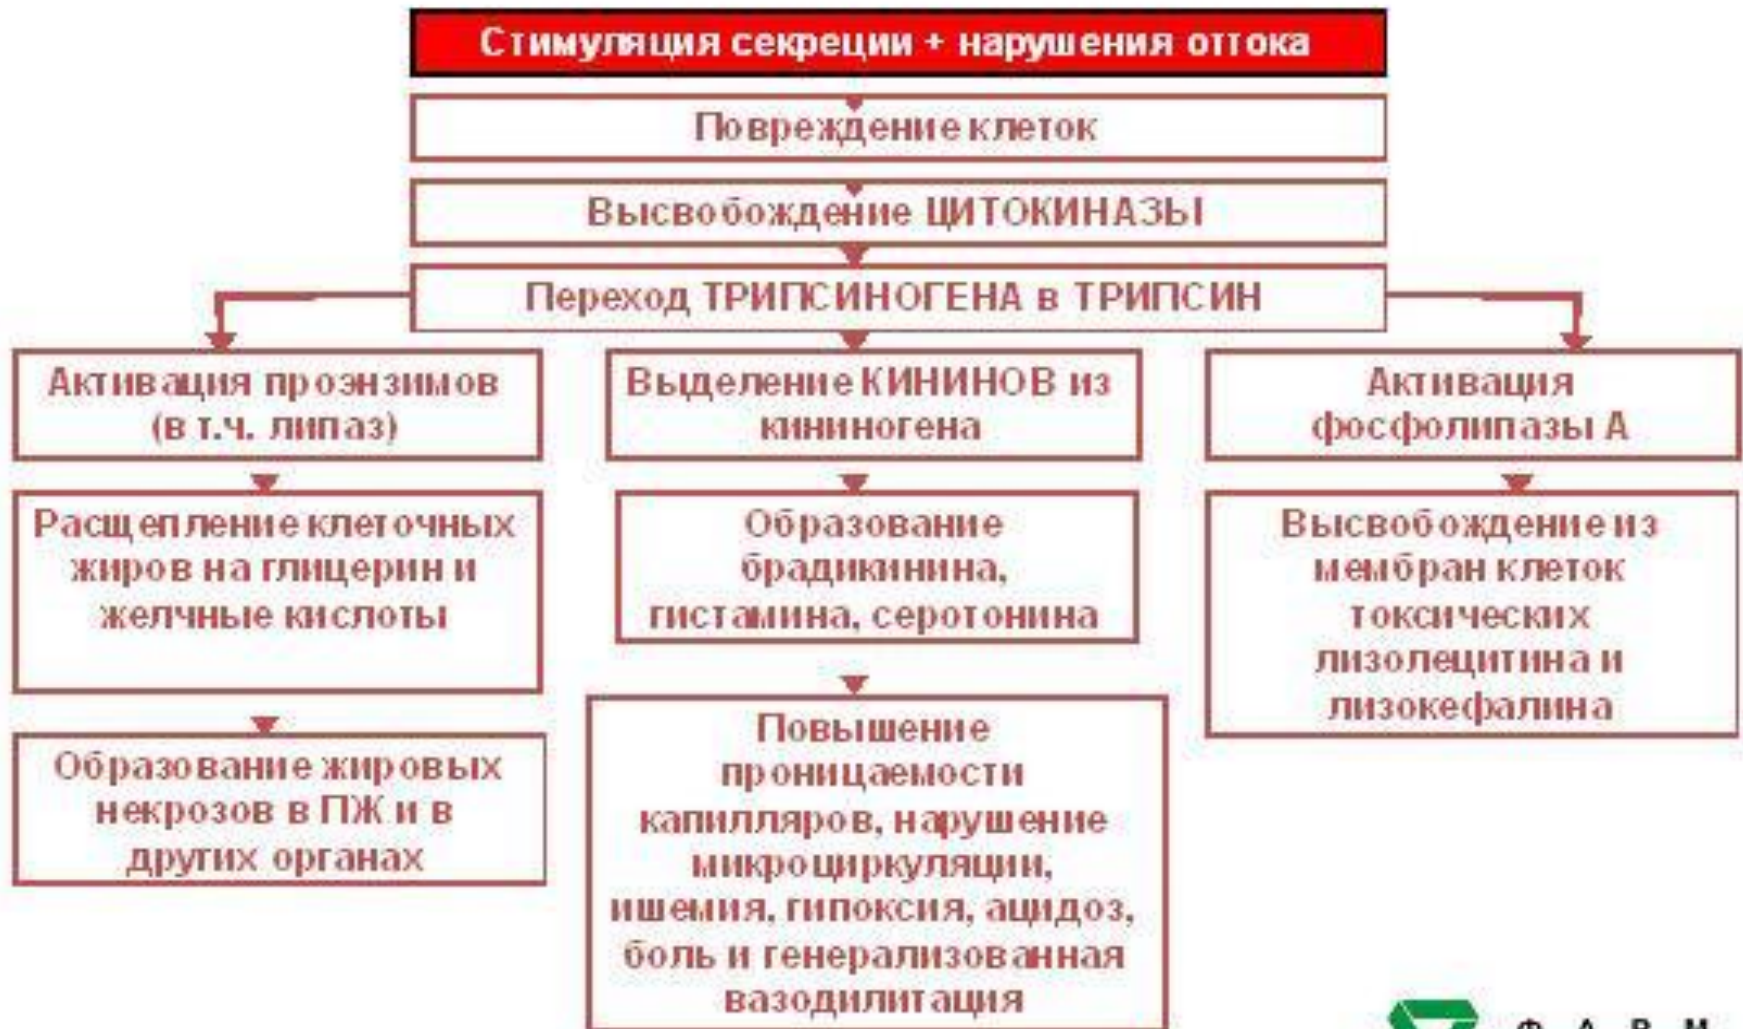 Стимуляция секреции + нарушения оттока
Повреждение клеток
Высвобождение ЦИТОКИНАЗЫ
Переход ТРИПСИНОГЕНА в ТРИПСИН
Активация проэнзимов
(в т.ч. липаз)
Расщепление клеточных
жиров на глицерин и
желчные кислоты
Образование жировых
некрозов в ПЖ и в
других органах
Выделение КИНИНОВ из
кининогена
Образование
брадикинина,
гистамина, серотонина
Повышение
проницаемости
капилляров, нарушение
микроциркуляции,
ишемия, гипоксия, ацидоз,
боль и генерализованная
вазодилитация
Активация
фосфолипазы А
Высвобождение из
мембран клеток
токсических
лизолецитина и
лизокефалина